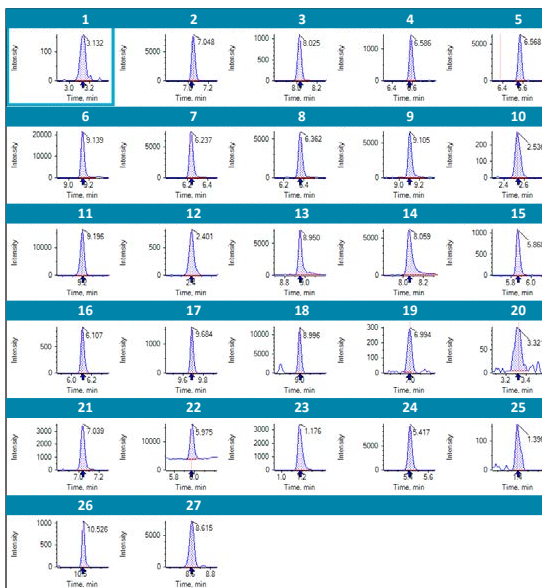 1 2 3 4 5
Intensity 100 0 3.132 3.0 3.2 Time, min
Intensity 5000 0 7.048 7.2 Time, min
Intensity 1000 500 0 8.025 8.2 Time, min
Intensity 1000 0 6.586 6.4 6.6 Time, min
Intensity 5000 0 6.568 6.4 6.6 Time, min
6 7 8 9 10
Intensity 20000 10000 0 9.139 9.0 9.2 Time, min
Intensity 5000 0 6.237 6.2 6.4 Time, min
Intensity 5000 0 6.362 6.2 6.4 Time, min
Intensity 5000 0 9.105 9.0 9.2 Time, min
Intensity 200 100 0 2.4 2.6 Time, min
11 12 13 14 15
Intensity 10000 0 9.196 Time, min
Intensity 500 0 2.401 2.4 Time, min
Intensity 5000 0 8.950 8.8 9.0 Time, min
Intensity 5000 0 8.059 8.0 8.2 Time, min
Intensity 1000 500 0 5.868 5.8 6.0 Time, min
16 17 18 19 20
Intensity 500 0 6.107 6.0 6.2 Time, min
Intensity 1000 0 9.684 9.6 9.8 Time, min
Intensity 10000 5000 0 8.996 9.0 Time, min
Intensity 300 200 100 0 6.994 7.0 Time, min
Intensity 50 0 3.2 3.4 Time, min
21 22 23 24 25
Intensity 3000 2000 1000 0 7.039 7.0 7.2 Time, min
Intensity 10000 0 5.975 5.8 6.0 Time, min
Intensity 3000 2000 1000 0 1.176 1.0 1.2 Time, min
Intensity 5000 0 5.417 5.4 5.6 Time, min
Intensity 100 0 1.4 Time, min
26 27
Intensity 1000 500 0 10.526 10.5 Time, min
Intensity 5000 0 8.615 8.6 8.8 Time, min